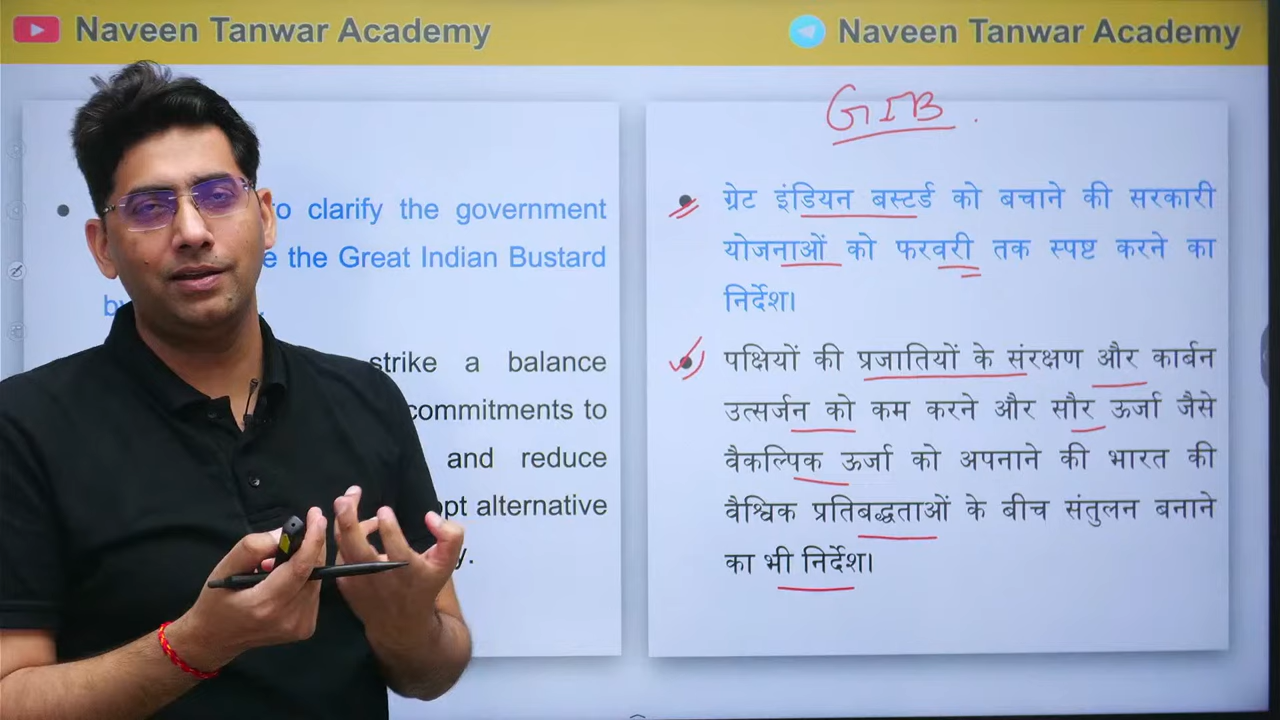 Naveen Tanwar Academy
Naveen Tanwar Academy
to clarify the government
the Great Indian Bustard
strike a balance
commitments to
and reduce
alternative
GIB
ग्रेट इंडियन बस्टर्ड को बचाने की सरकारी
योजनाओं को फरवरी तक स्पष्ट करने का
निर्देश।
पक्षियों की प्रजातियों के संरक्षण और कार्बन
उत्सर्जन को कम करने और सौर ऊर्जा जैसे
वैकल्पिक ऊर्जा को अपनाने की भारत की
वैश्विक प्रतिबद्धताओं के बीच संतुलन बनाने
का भी निर्देश।